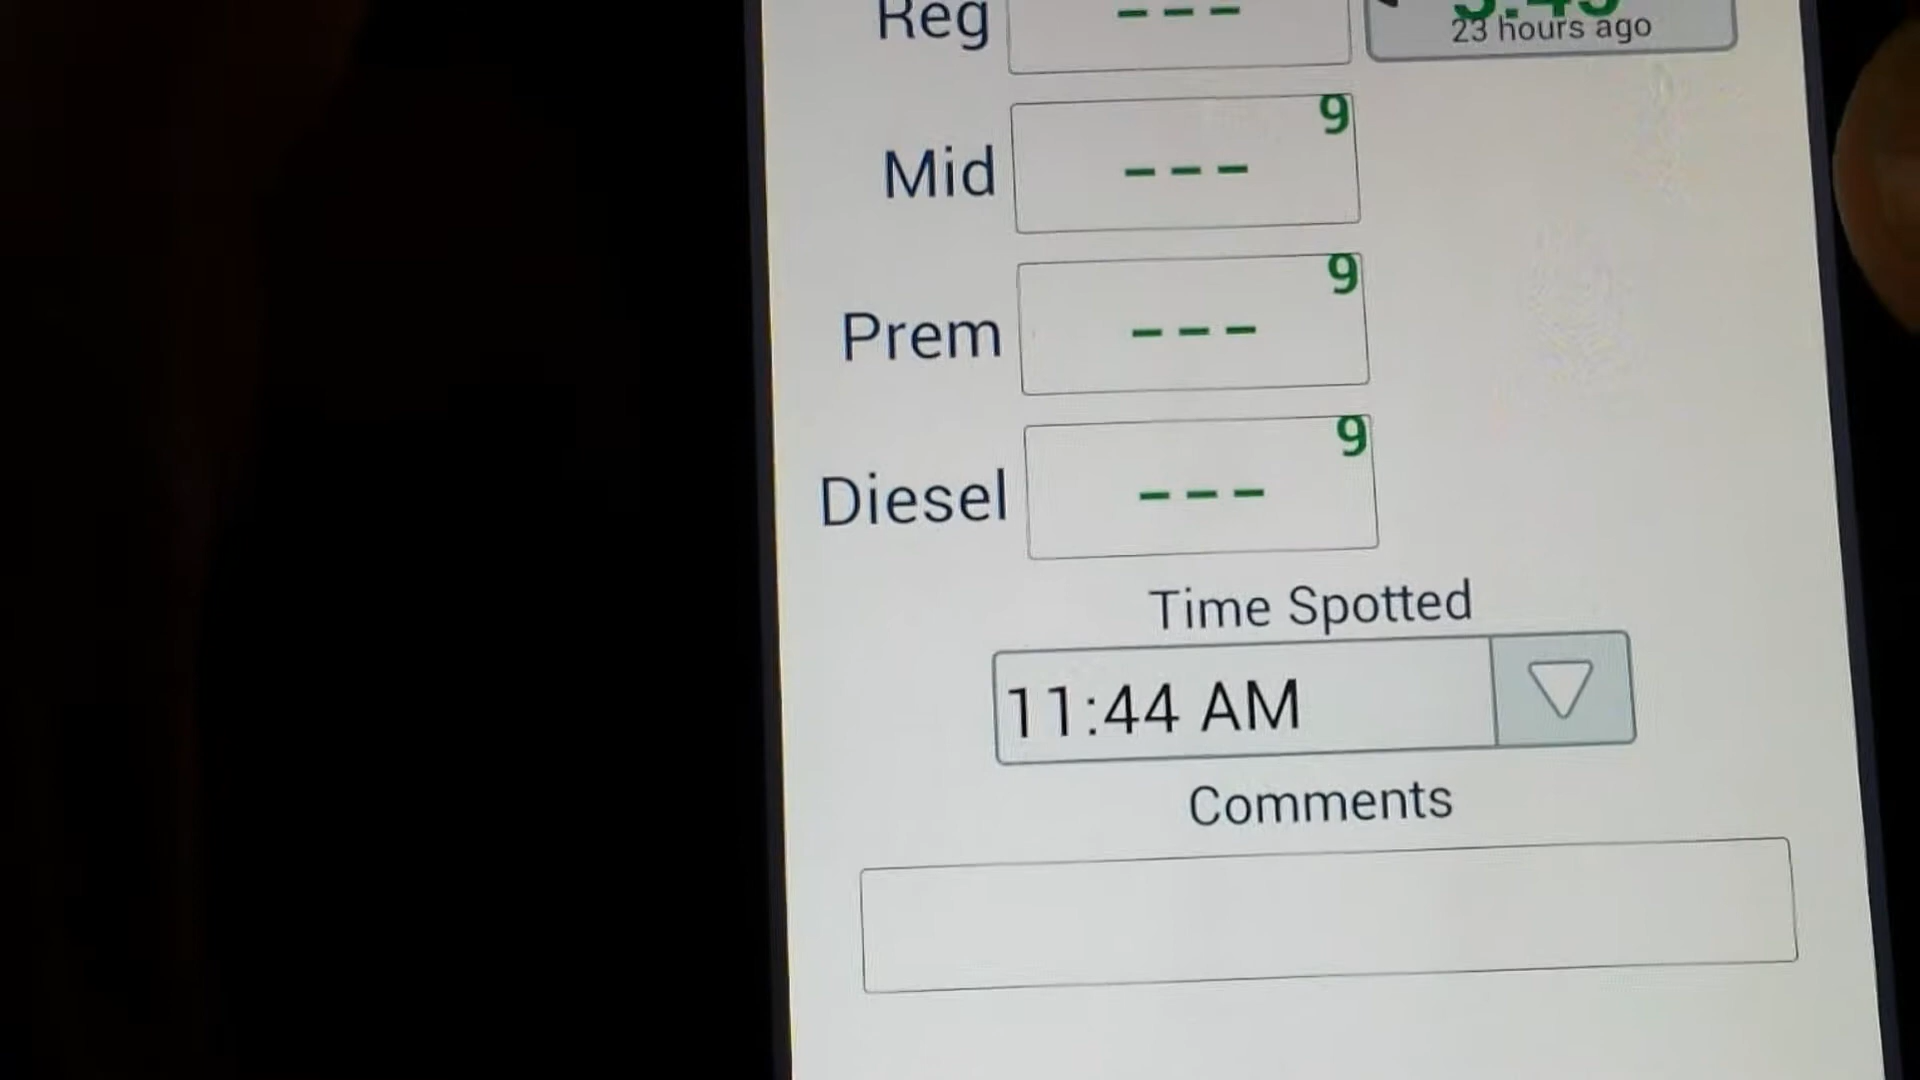 Reg ---
23 hours ago
Mid --- 9
Prem --- 9
Diesel --- 9
Time Spotted
11:44 AM
Comments